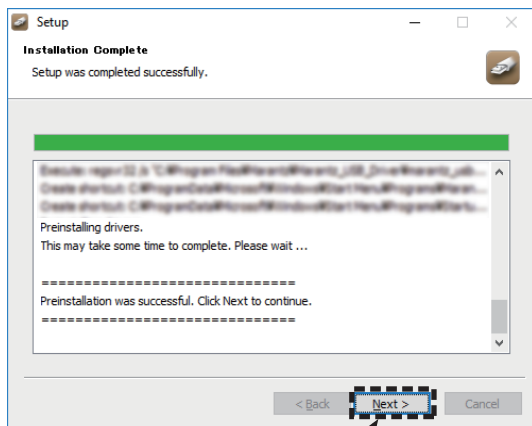 Setup
Installation Complete
Setup was completed successfully.
Preinstalling drivers.
This may take some time to complete. Please wait ...
==============================
Preinstallation was successful. Click Next to continue.
==============================
< Back
Next >
Cancel